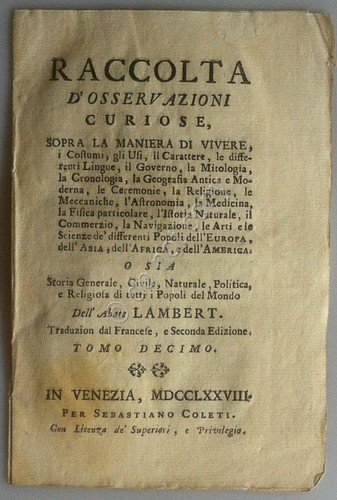 RACCOLTA
D'OSSERVAZIONI
CURIOSE,
SOPRA LA MANIERA DI VIVERE,
i Coſtumi, gli Uſi, il Carattere, le diffe-
renti Lingue, il Governo, la Mitologia,
la Cronologia, la Geografia Antica e Mo-
derna, le Ceremonie, la Religione, le
Meccaniche, l'Aſtronomia, la Medicina,
la Fiſica particolare, l'Iſtoria Naturale, il
Commerzio, la Navigazione, le Arti e le
Scienze de' differenti Popoli dell'EUROPA,
dell'ASIA, dell'AFRICA, e dell'AMERICA.
O SIA
Storia Generale, Civile, Naturale, Politica,
e Religioſa di tutti i Popoli del Mondo
Dell' Abate LAMBERT.
Traduzion dal Franceſe, e Seconda Edizione.
TOMO DECIMO.
IN VENEZIA, MDCCLXXVIII.
PER SEBASTIANO COLETI.
Con Licenza de' Superiori, e Privilegio.